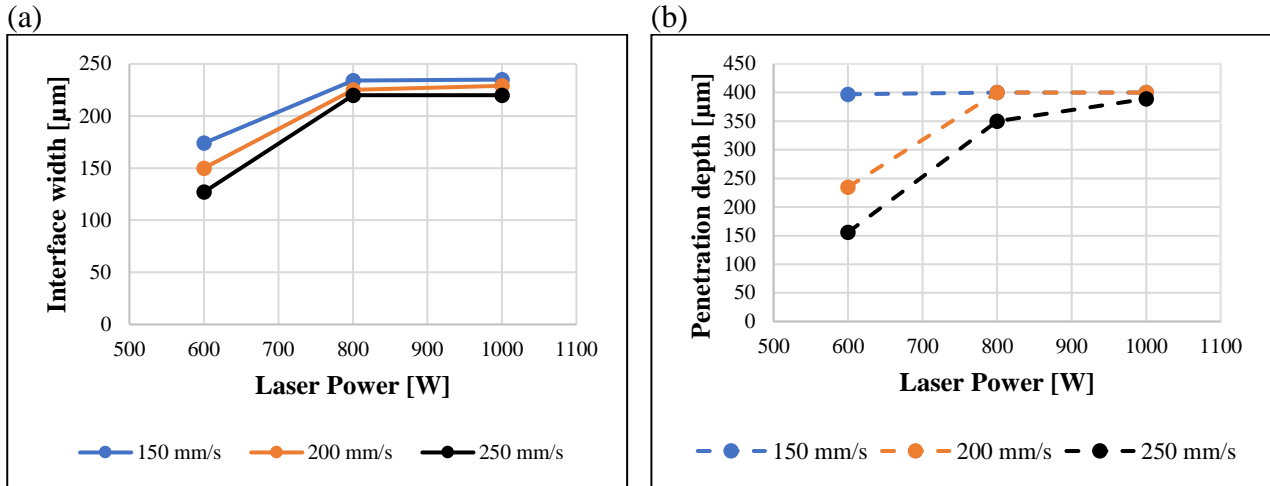 (a)
(b)
Interface width [µm]
250
200
150
100
50
0
500 600 700 800 900 1000 1100
Laser Power [W]
150 mm/s 200 mm/s 250 mm/s
Penetration depth [µm]
450
400
350
300
250
200
150
100
50
0
500 600 700 800 900 1000 1100
Laser Power [W]
150 mm/s 200 mm/s 250 mm/s